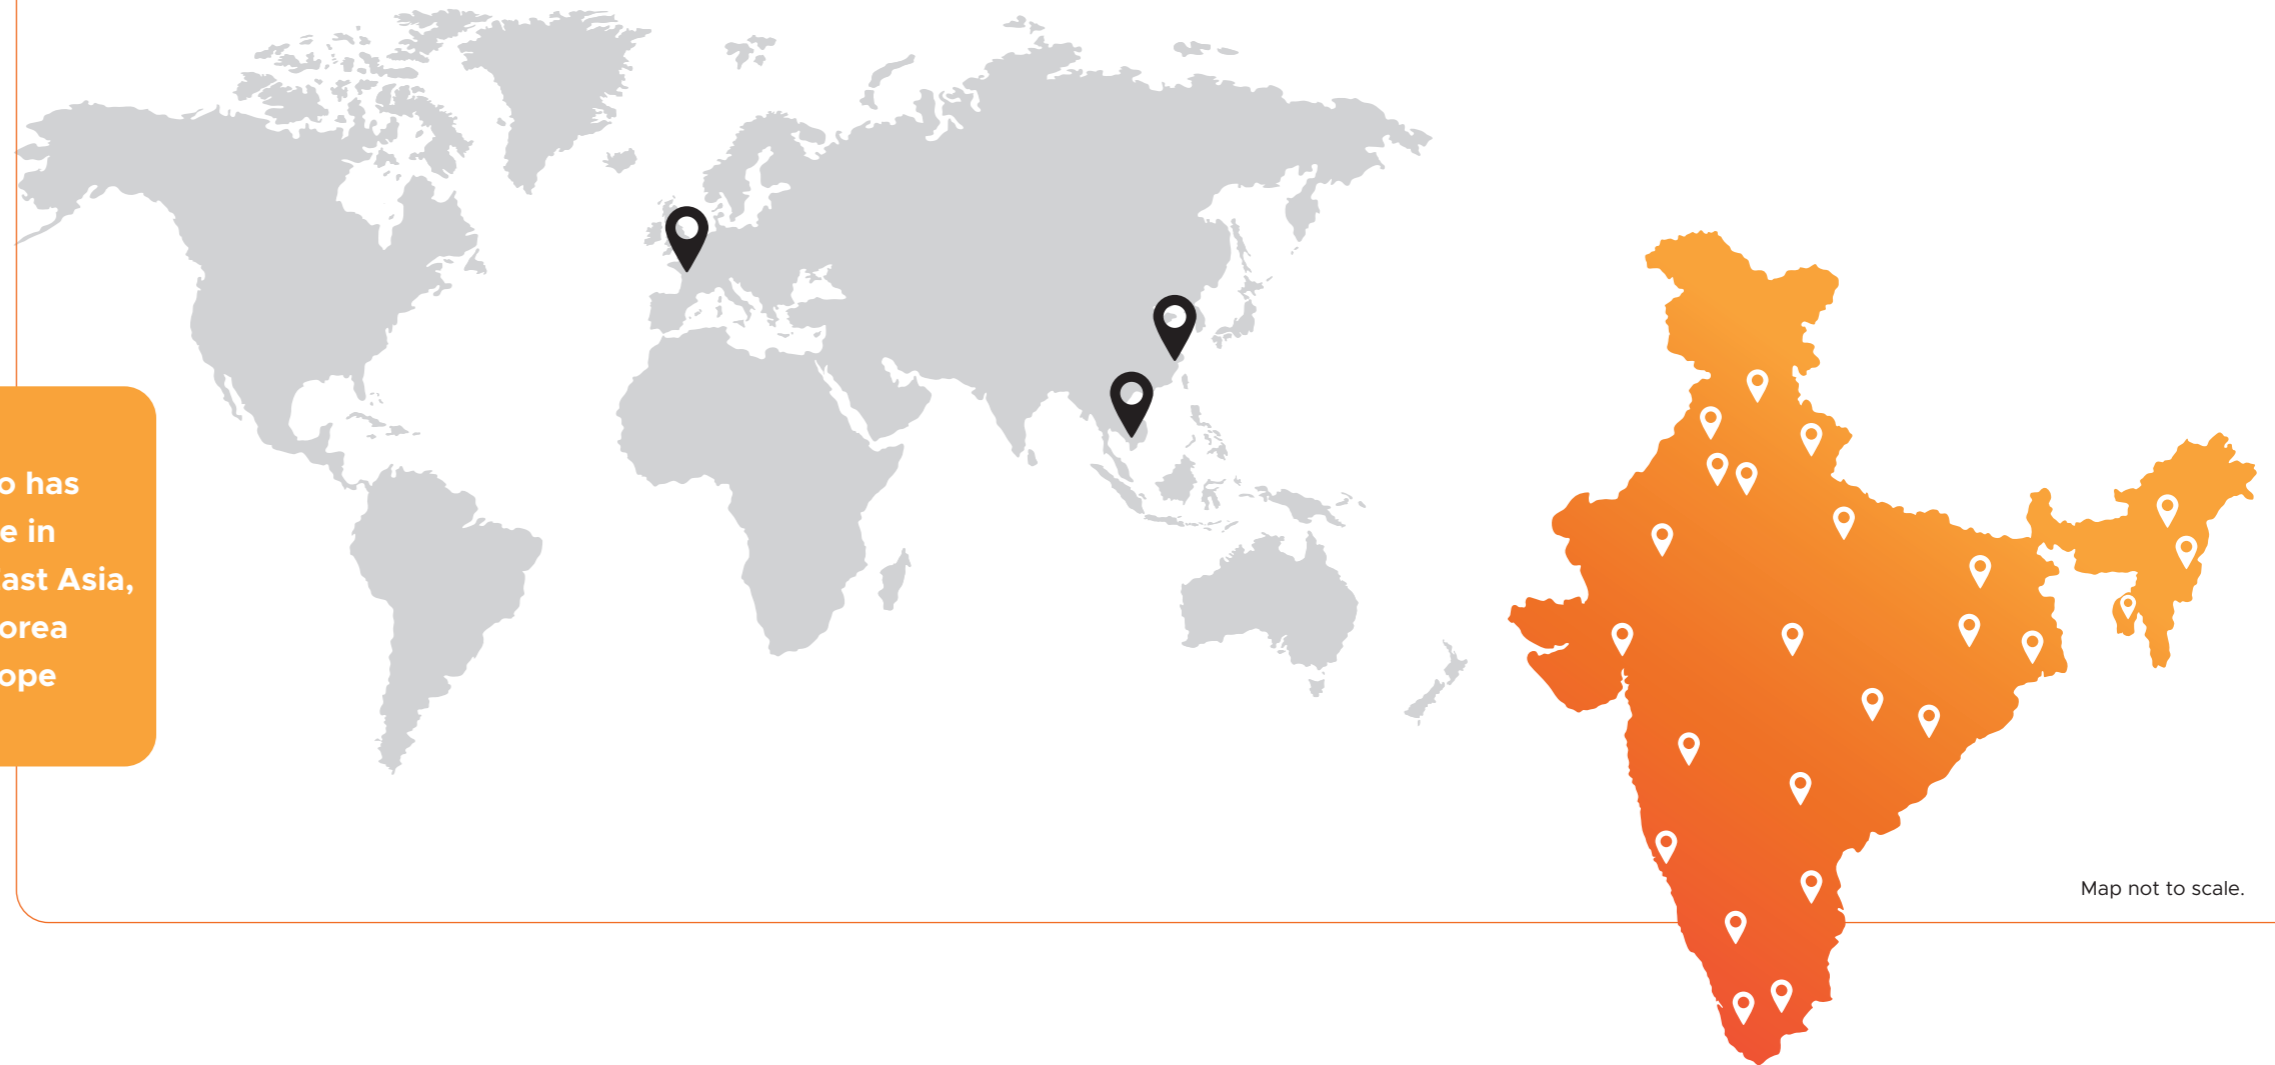 o has
e in
ast Asia,
orea
ope
Map not to scale.